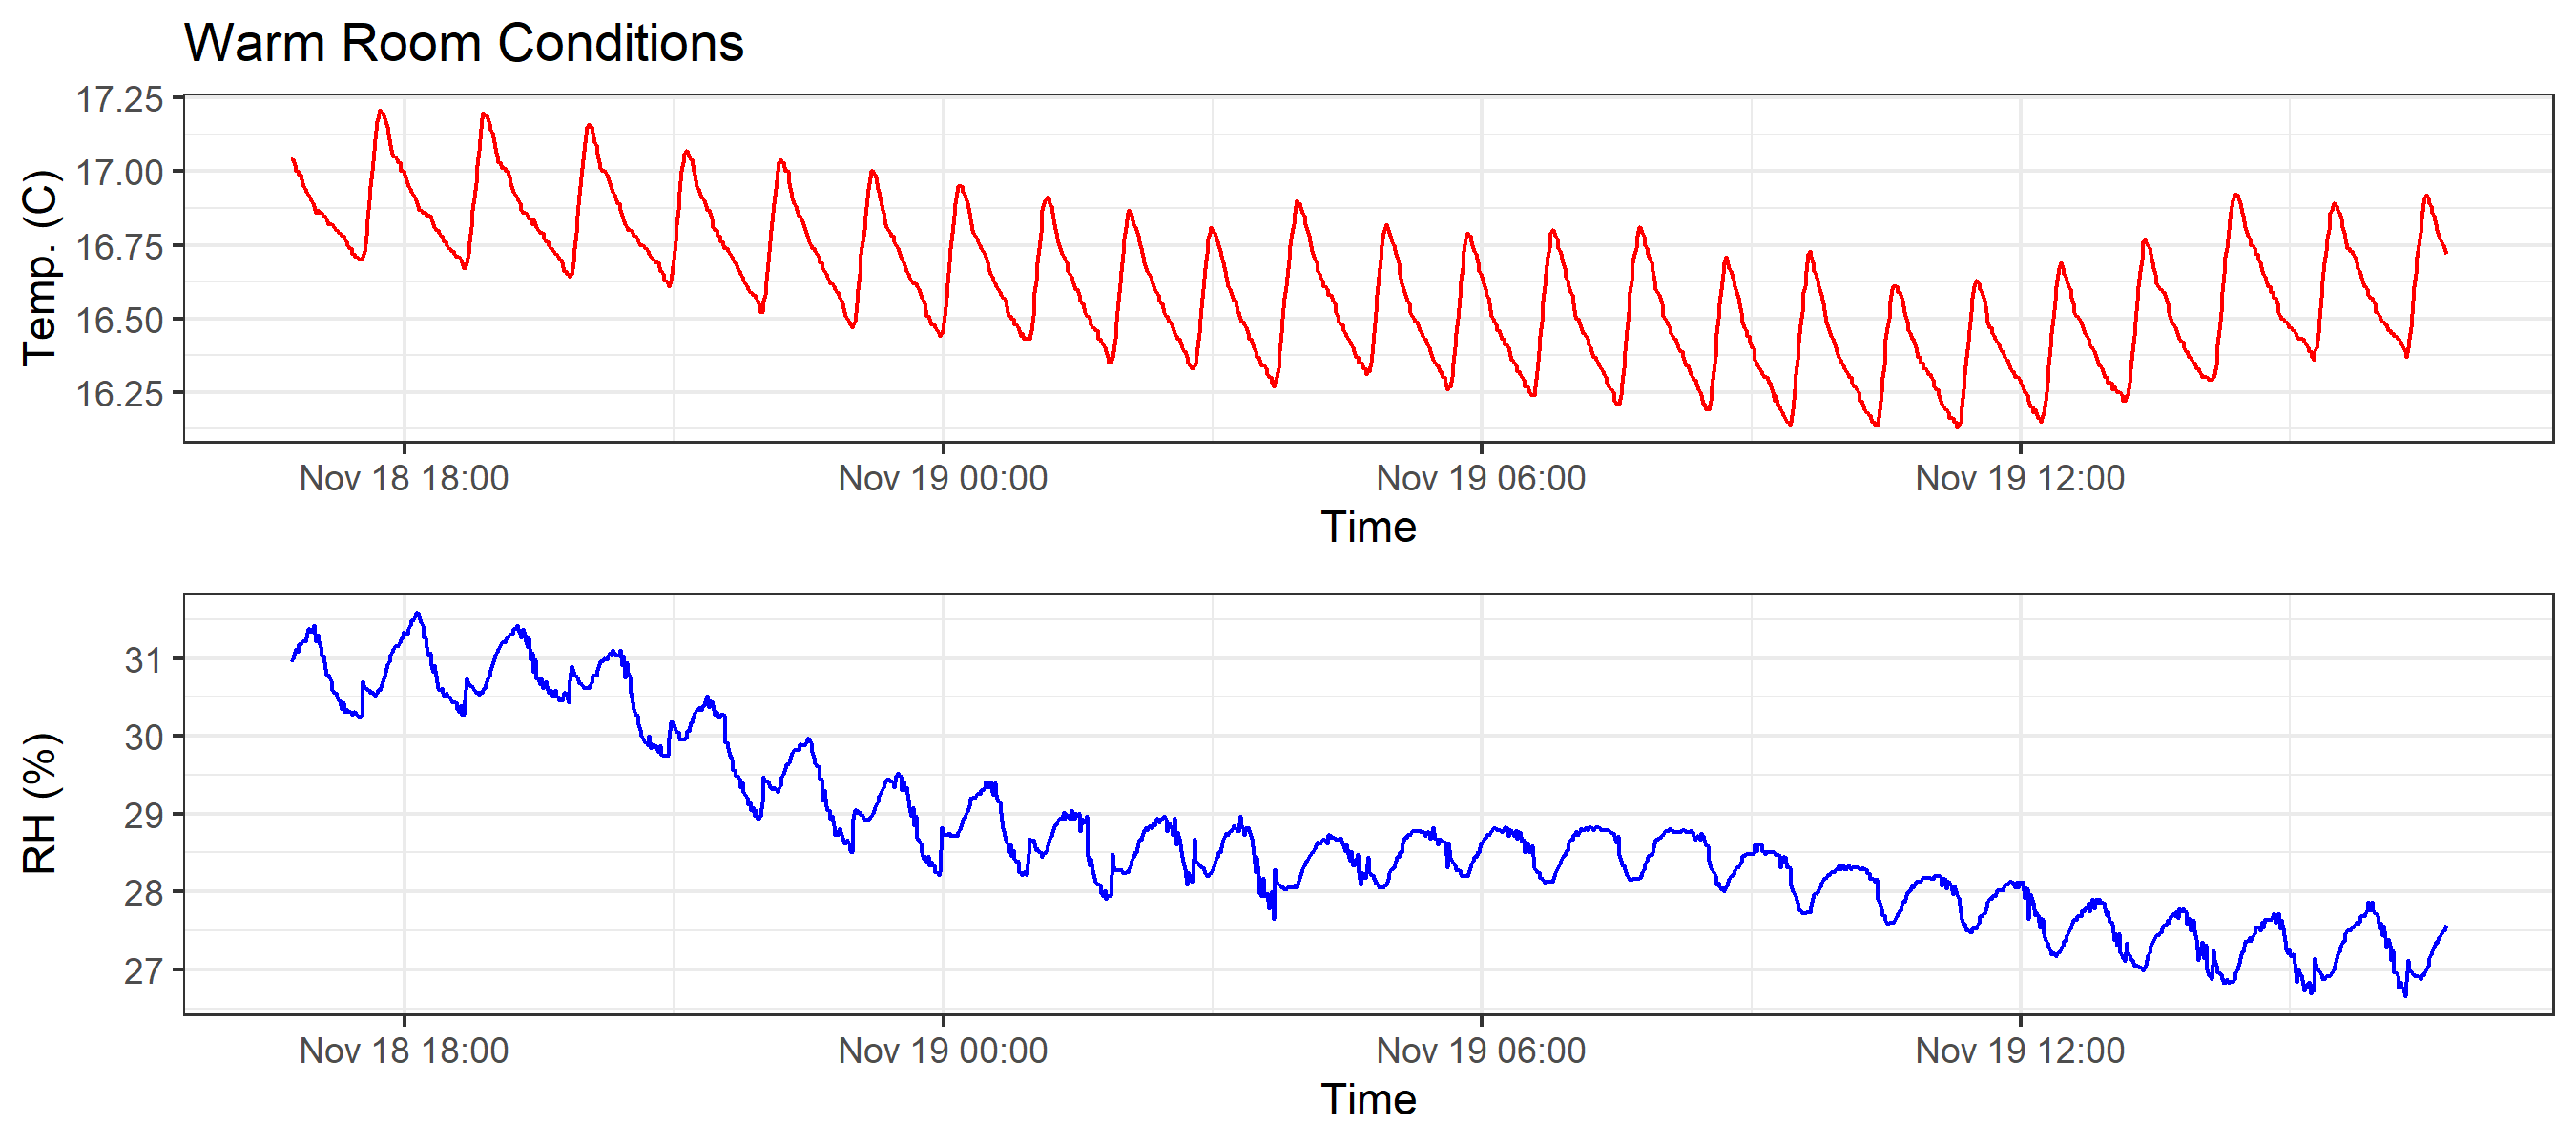 Warm Room Conditions
Temp. (C)
17.25
17.00
16.75
16.50
16.25
Nov 18 18:00
Nov 19 00:00
Nov 19 06:00
Nov 19 12:00
Time
RH (%)
31
30
29
28
27
Nov 18 18:00
Nov 19 00:00
Nov 19 06:00
Nov 19 12:00
Time